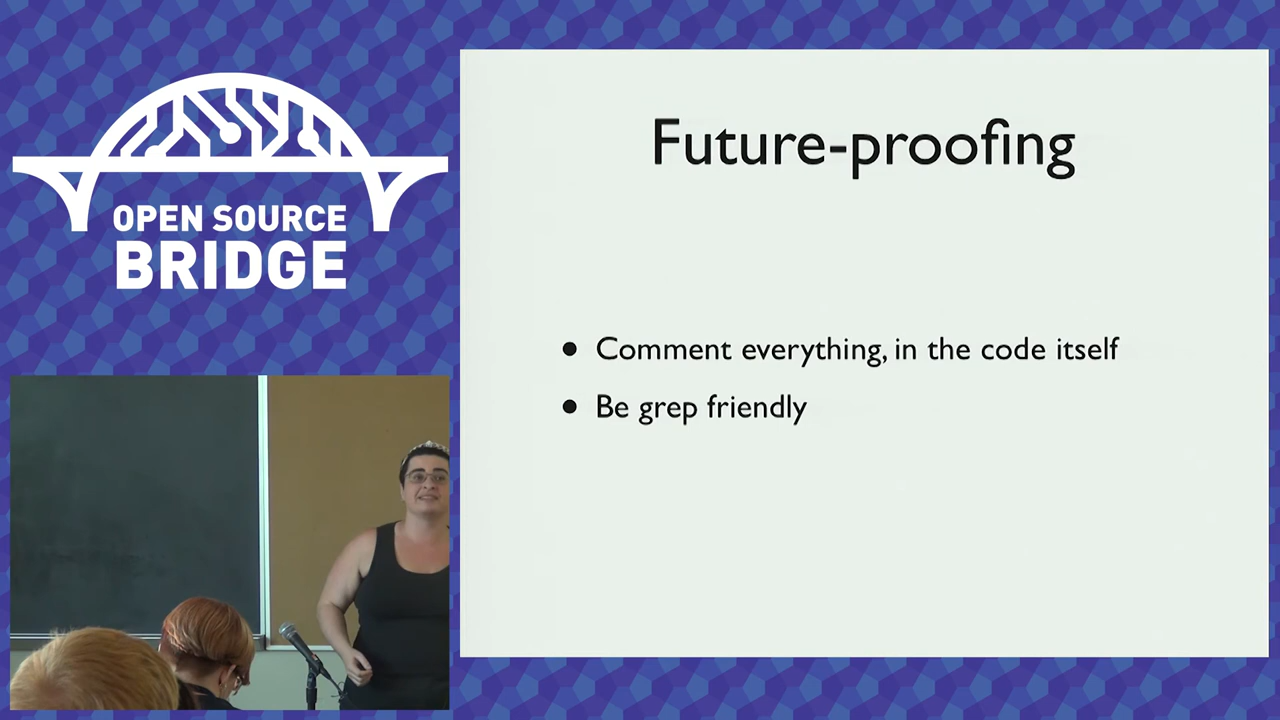 OPEN SOURCE
BRIDGE
Future-proofing
• Comment everything, in the code itself
• Be grep friendly